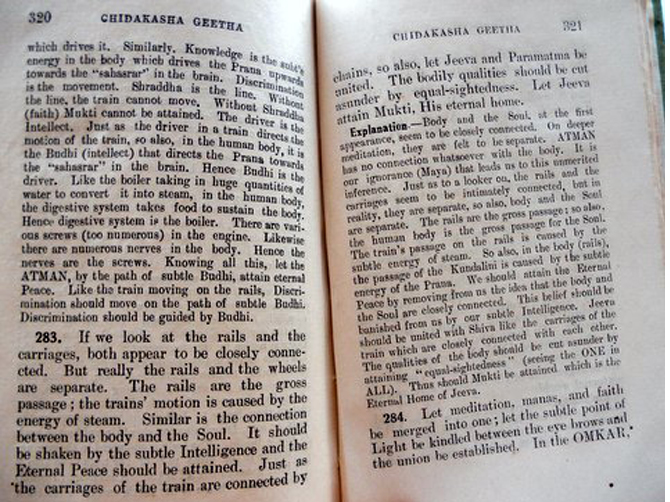 320 CHIDAKASHA GEETHA
which drives it. Similarly. Knowledge is the subt's
energy in the body which drives the Prana upwards
towards the "sahasrar" in the brain. Discrimination
is the movement. Shraddha is the line. Without
the line, the train cannot move. Without Shraddha
(faith) Mukti cannot be attained. The driver is the
Intellect. Just as the driver in a train directs the
motion of the train, so also, in the human body, it is
the Budhi (intellect) that directs the Prana towards
the "sahasrar" in the brain. Hence Budhi is the
driver. Like the boiler taking in huge quantities of
water to convert it into steam, in the human body,
the digestive system takes food to sustain the body.
Hence digestive system is the boiler. There are vari-
ous screws (too numerous) in the engine. Likewise
there are numerous nerves in the body. Hence the
nerves are the screws. Knowing all this, let the
ATMAN, by the path of subtle Budhi, attain eternal
Peace. Like the train moving on the rails, Discri-
mination should move on the path of subtle Budhi.
Discrimination should be guided by Budhi.
283. If we look at the rails and the
carriages, both appear to be closely conne-
cted. But really the rails and the wheels
are separate. The rails are the gross
passage; the trains' motion is caused by the
energy of steam. Similar is the connection
between the body and the Soul. It should
be shaken by the subtle Intelligence and the
Eternal Peace should be attained. Just as
the carriages of the train are connected by
CHIDAKASHA GEETHA 321
chains, so also, let Jeeva and Paramatma be
united. The bodily qualities should be cut
asunder by equal-sightedness. Let Jeeva
attain Mukti, His eternal home.
Explanation.—Body and the Soul, at the first
appearance, seem to be closely connected. On deeper
meditation, they are felt to be separate. ATMAN
has no connection whatsoever with the body. It is
our ignorance (Maya) that leads us to this unmerited
inference. Just as to a looker on, the rails and the
carriages seem to be intimately connected, but in
reality, they are separate, so also, body and the Soul
are separate. The rails are the gross passage; so also,
the human body is the gross passage for the Soul.
The train's passage on the rails is caused by the
subtle energy of steam. So also, in the body (rails),
the passage of the Kundalini is caused by the subtle
energy of the Prana. We should attain the Eternal
Peace by removing from us the idea that the body and
the Soul are closely connected. This belief should be
banished from us by our subtle Intelligence. Jeeva
should be united with Shiva like the carriages of the
train which are closely connected with each other.
The qualities of the body should be cut asunder by
attaining "equal-sightedness" (seeing the ONE in
ALL). Thus should Mukti be attained which is the
Eternal Home of Jeeva.
284. Let meditation, manas, and faith
be merged into one; let the subtle point of
Light be kindled between the eye brows and
the union be established. In the OMKAR,